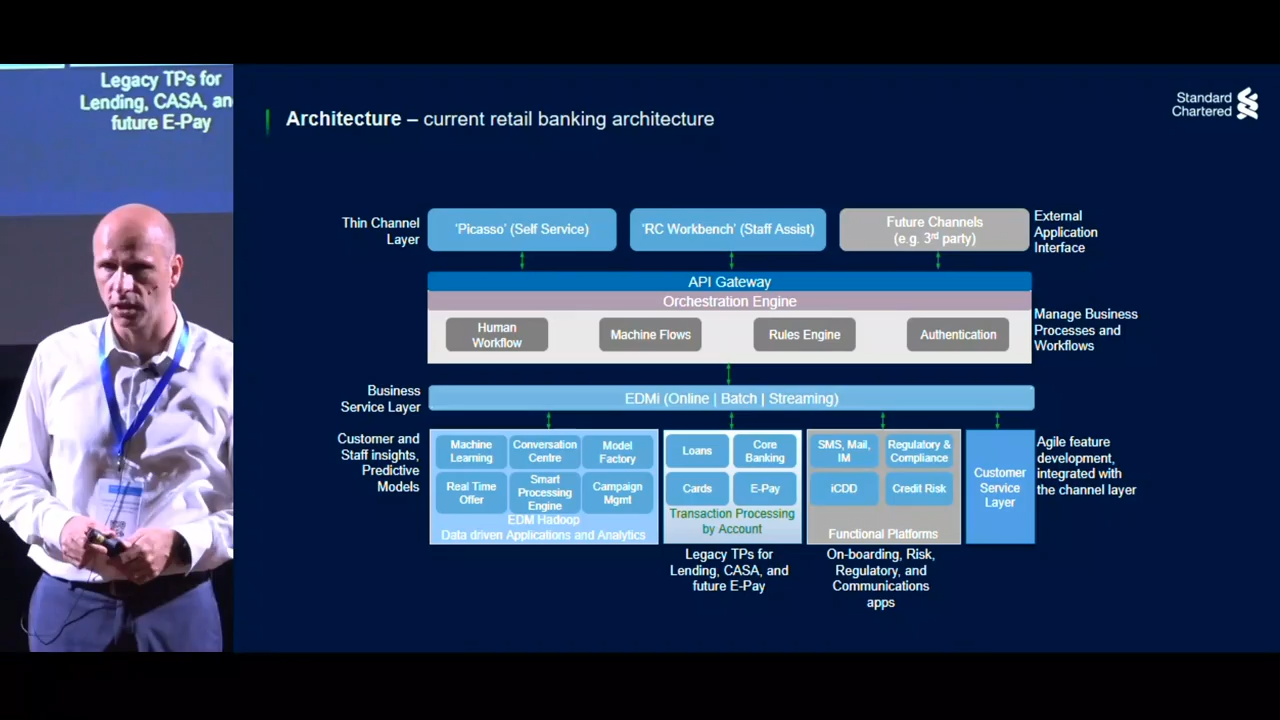 Legacy TPs for
Lending, CASA, an
future E-Pay
Architecture – current retail banking architecture
Standard
Chartered
Thin Channel
Layer
'Picasso' (Self Service)
'RC Workbench' (Staff Assist)
Future Channels
(e.g. 3rd party)
External
Application
Interface
API Gateway
Orchestration Engine
Human
Workflow
Machine Flows
Rules Engine
Authentication
Manage Business
Processes and
Workflows
Business
Service Layer
EDMi (Online | Batch | Streaming)
Customer and
Staff insights,
Predictive
Models
Machine
Learning
Conversation
Centre
Model
Factory
Real Time
Offer
Smart
Processing
Engine
Campaign
Mgmt
EDM Hadoop
Data driven Applications and Analytics
Loans
Core
Banking
Cards
E-Pay
Transaction Processing
by Account
SMS, Mail,
IM
Regulatory &
Compliance
iCDD
Credit Risk
Functional Platforms
Customer
Service
Layer
Agile feature
development,
integrated with
the channel layer
Legacy TPs for
Lending, CASA, and
future E-Pay
On-boarding, Risk,
Regulatory, and
Communications
apps